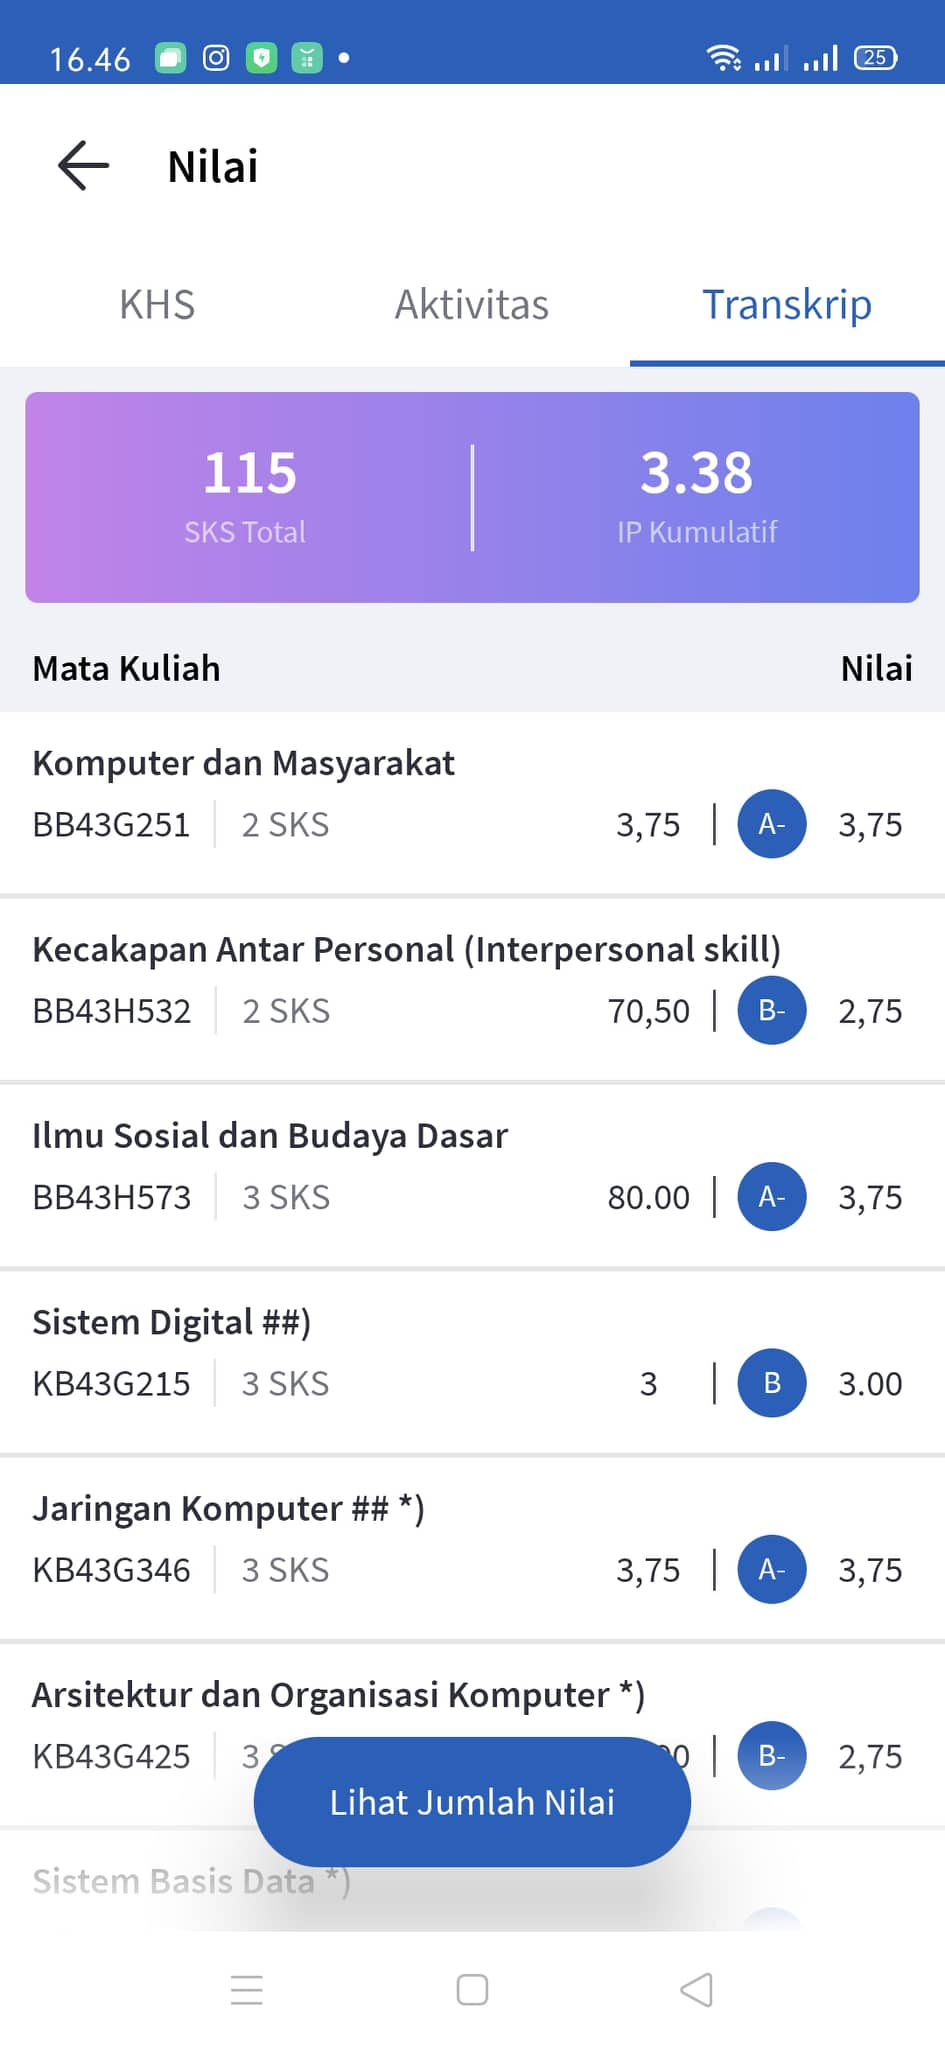 16.46
25
Nilai
KHS Aktivitas Transkrip
115 3.38
SKS Total IP Kumulatif
Mata Kuliah Nilai
Komputer dan Masyarakat
BB43G251 2 SKS 3,75 | A- 3,75
Kecakapan Antar Personal (Interpersonal skill)
BB43H532 2 SKS 70,50 | B- 2,75
Ilmu Sosial dan Budaya Dasar
BB43H573 3 SKS 80.00 | A- 3,75
Sistem Digital ##)
KB43G215 3 SKS 3 | B 3.00
Jaringan Komputer ## *)
KB43G346 3 SKS 3,75 | A- 3,75
Arsitektur dan Organisasi Komputer *)
KB43G425 3 | B- 2,75
Lihat Jumlah Nilai
Sistem Basis Data *)